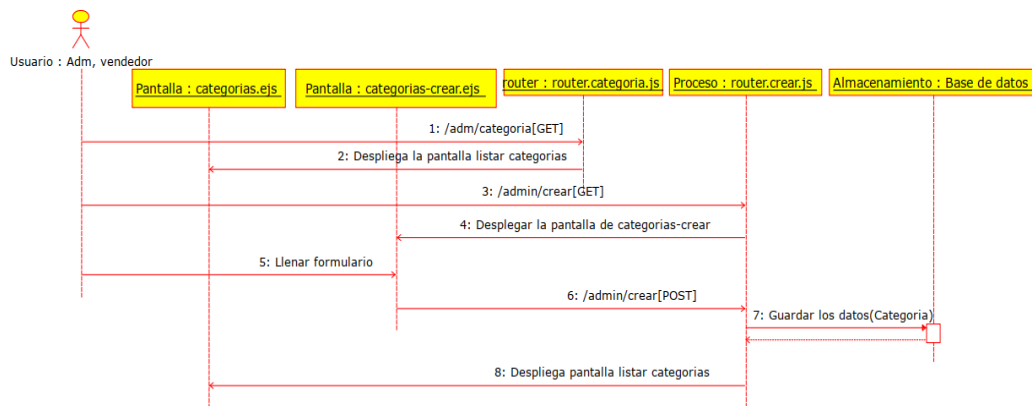 Usuario : Adm, vendedor
Pantalla : categorias.ejs
Pantalla : categorias-crear.ejs
router : router.categoria.js
Proceso : router.crear.js
Almacenamiento : Base de datos
1: /adm/categoria[GET]
2: Despliega la pantalla listar categorias
3: /admin/crear[GET]
4: Desplegar la pantalla de categorias-crear
5: Llenar formulario
6: /admin/crear[POST]
7: Guardar los datos(Categoria)
8: Despliega pantalla listar categorias